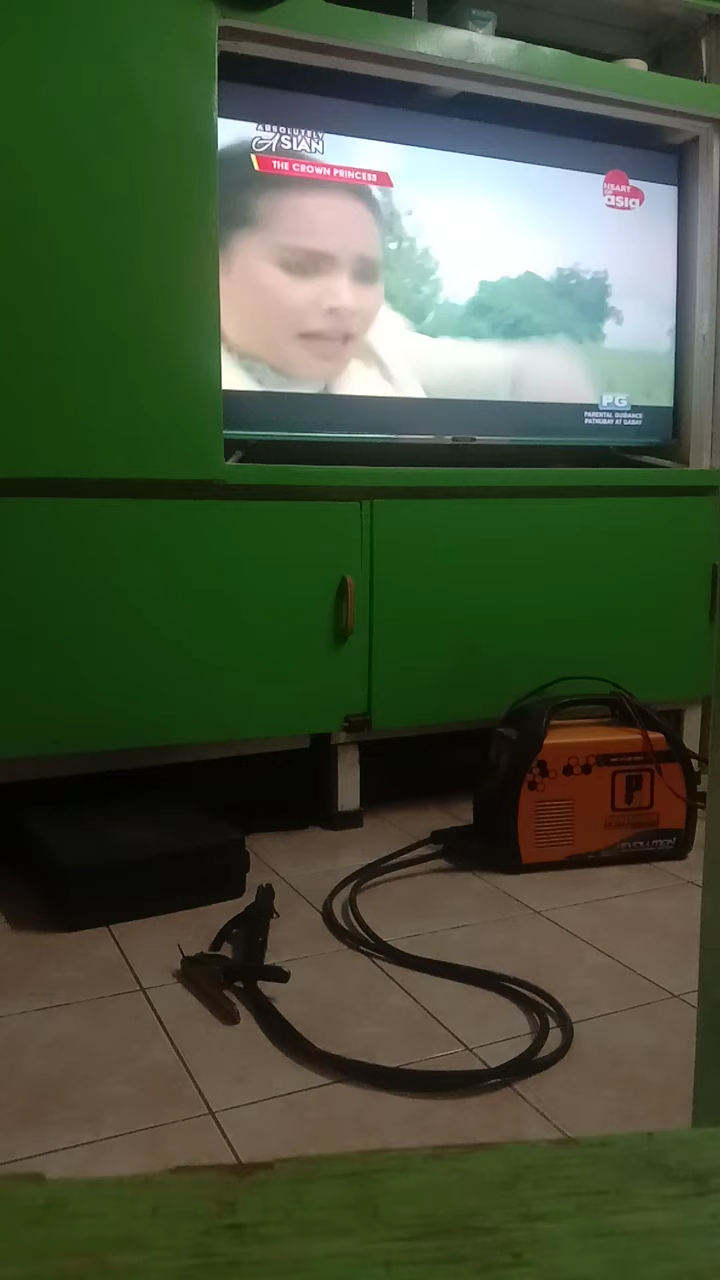 ABSOLUTELY
ASIAN
THE CROWN PRINCESS
HEART
OF
asia
PG
PARENTAL GUIDANCE
PATNUBAY AT GABAY
P
EVOLUTION